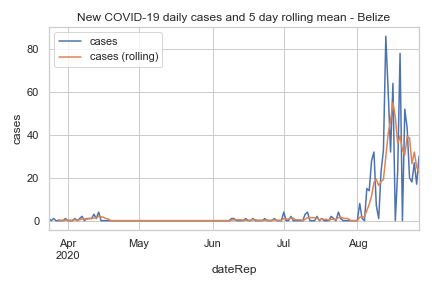 New COVID-19 daily cases and 5 day rolling mean - Belize
cases
cases (rolling)
80
60
40
20
0
cases
Apr
2020
May
Jun
Jul
Aug
dateRep